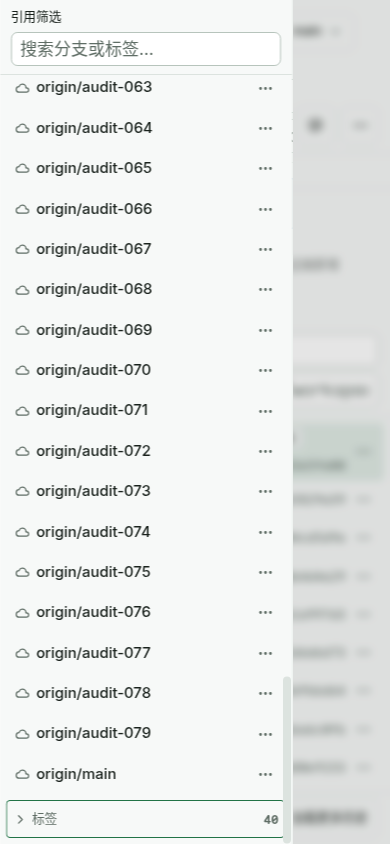 引用筛选
搜索分支或标签...
origin/audit-063
origin/audit-064
origin/audit-065
origin/audit-066
origin/audit-067
origin/audit-068
origin/audit-069
origin/audit-070
origin/audit-071
origin/audit-072
origin/audit-073
origin/audit-074
origin/audit-075
origin/audit-076
origin/audit-077
origin/audit-078
origin/audit-079
origin/main
标签 40